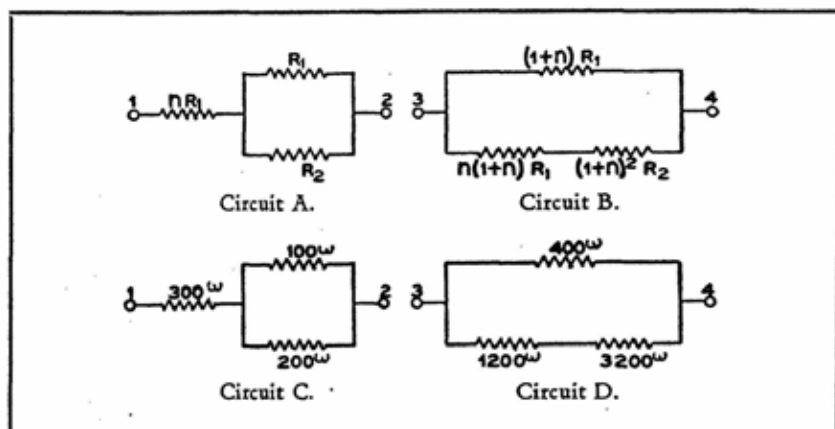 (1+n) R₁
R₁
1 nR₁ 2 3 4
R₂ n(1+n) R₁ (1+n)² R₂
Circuit A. Circuit B.
400ω
100ω
1 300ω 2 3 4
200ω 1200ω 3200ω
Circuit C. Circuit D.